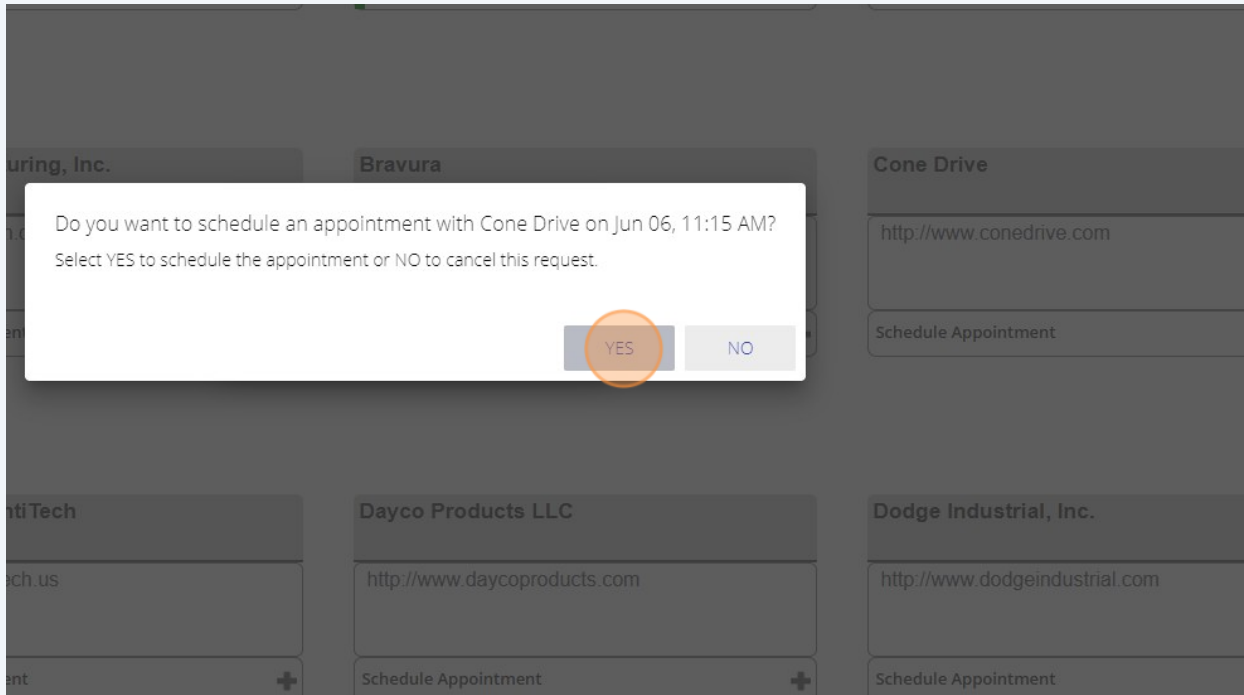 uring, Inc.
Bravura
Cone Drive
Do you want to schedule an appointment with Cone Drive on Jun 06, 11:15 AM?
Select YES to schedule the appointment or NO to cancel this request.
http://www.conedrive.com
YES
NO
Schedule Appointment
ntiTech
Dayco Products LLC
Dodge Industrial, Inc.
ech.us
http://www.daycoproducts.com
http://www.dodgeindustrial.com
ent
Schedule Appointment
Schedule Appointment